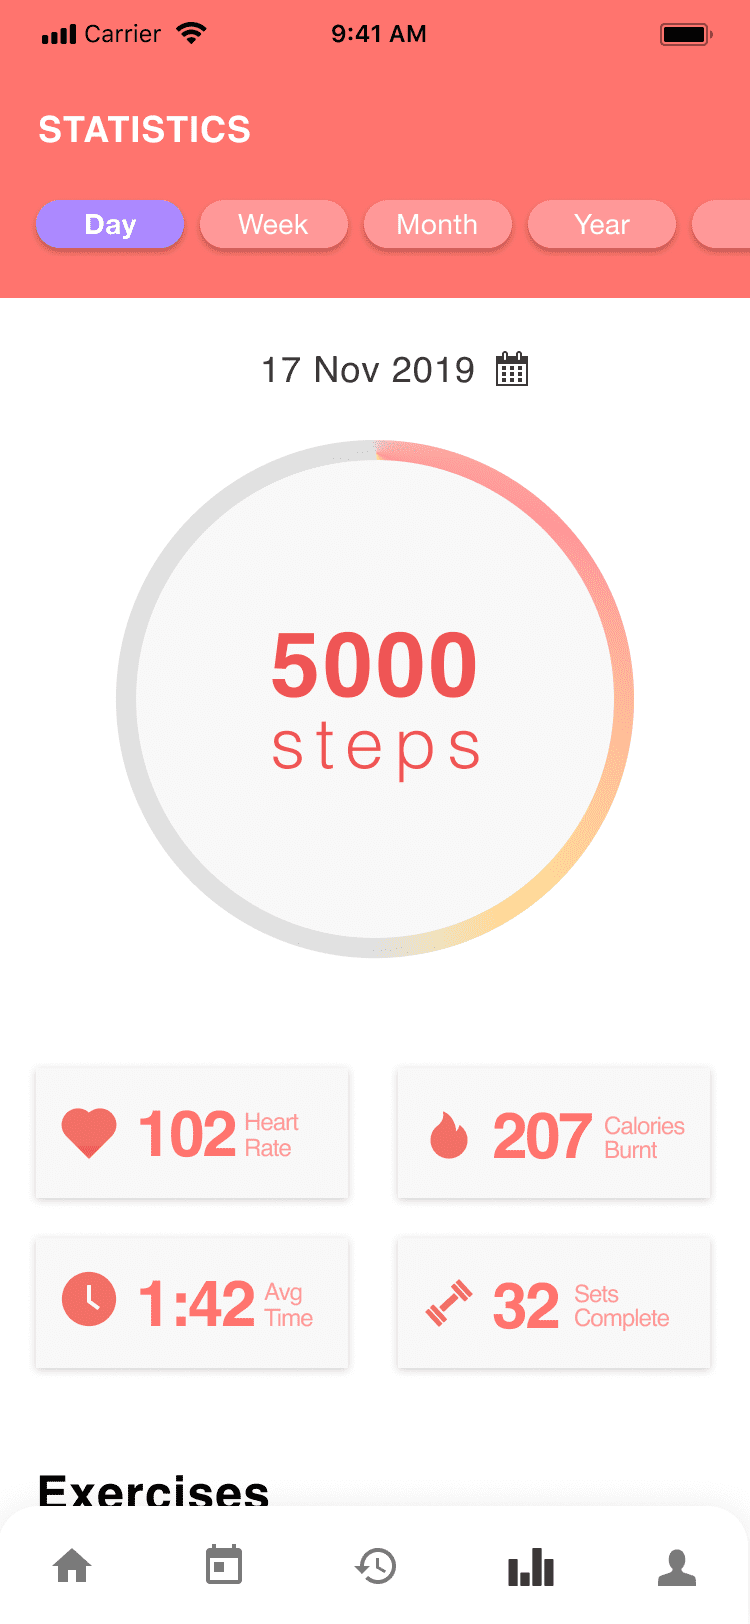 Carrier
9:41 AM
STATISTICS
Day
Week
Month
Year
17 Nov 2019
5000
steps
102
Heart
Rate
207
Calories
Burnt
1:42
Avg
Time
32
Sets
Complete
Exercises